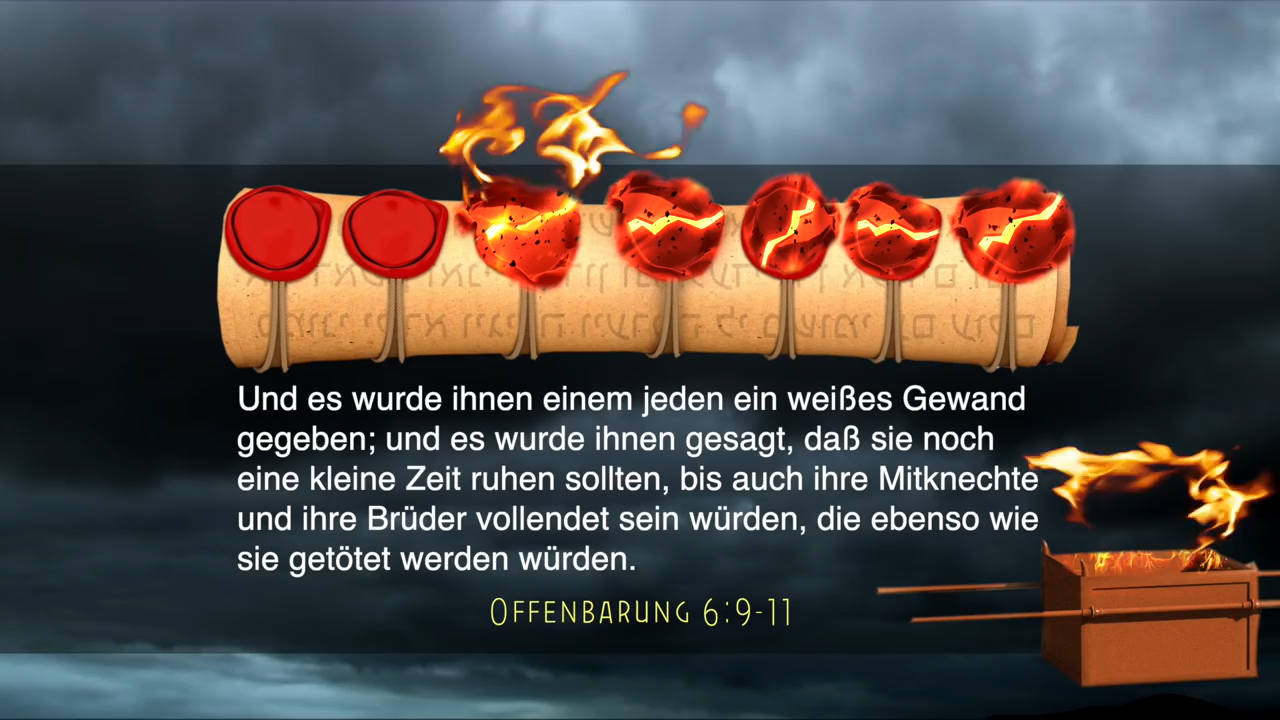 Und es wurde ihnen einem jeden ein weißes Gewand
gegeben; und es wurde ihnen gesagt, daß sie noch
eine kleine Zeit ruhen sollten, bis auch ihre Mitknechte
und ihre Brüder vollendet sein würden, die ebenso wie
sie getötet werden würden.
Offenbarung 6:9-11